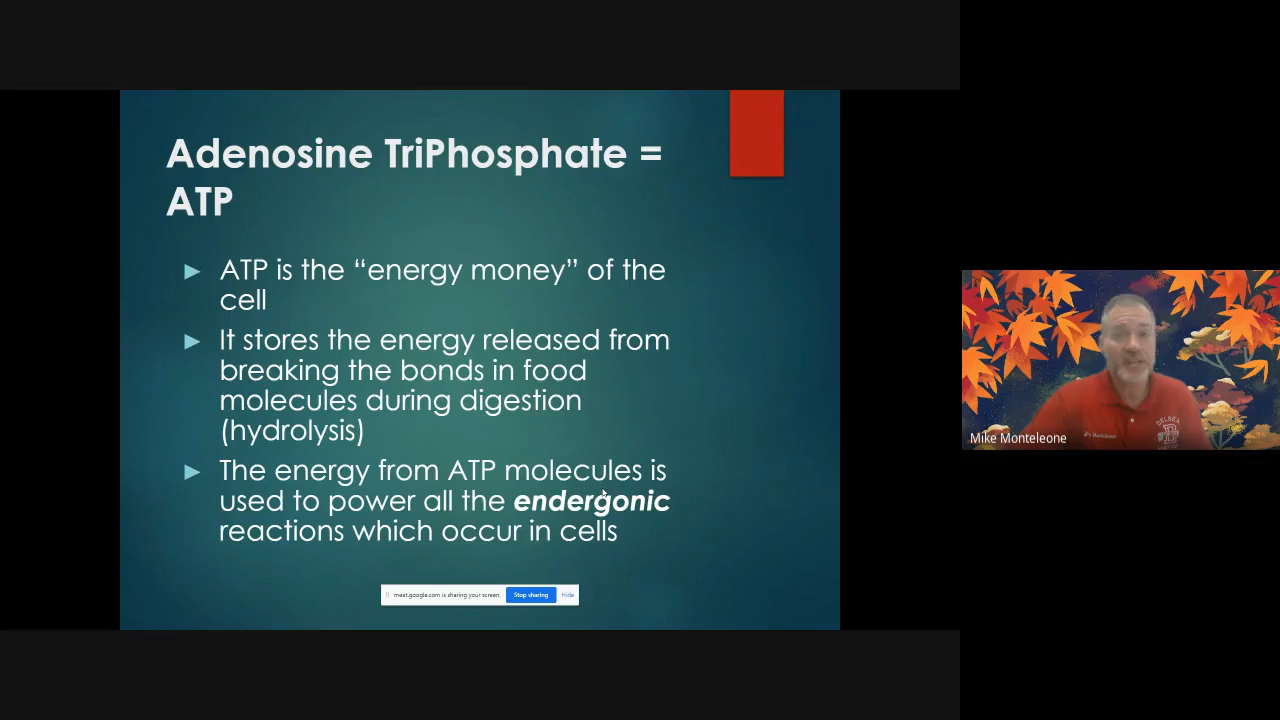 Adenosine TriPhosphate =
ATP
► ATP is the “energy money” of the
cell
► It stores the energy released from
breaking the bonds in food
molecules during digestion
(hydrolysis)
► The energy from ATP molecules is
used to power all the endergonic
reactions which occur in cells
meet.google.com is sharing your screen. Stop sharing Hide
Mike Monteleone